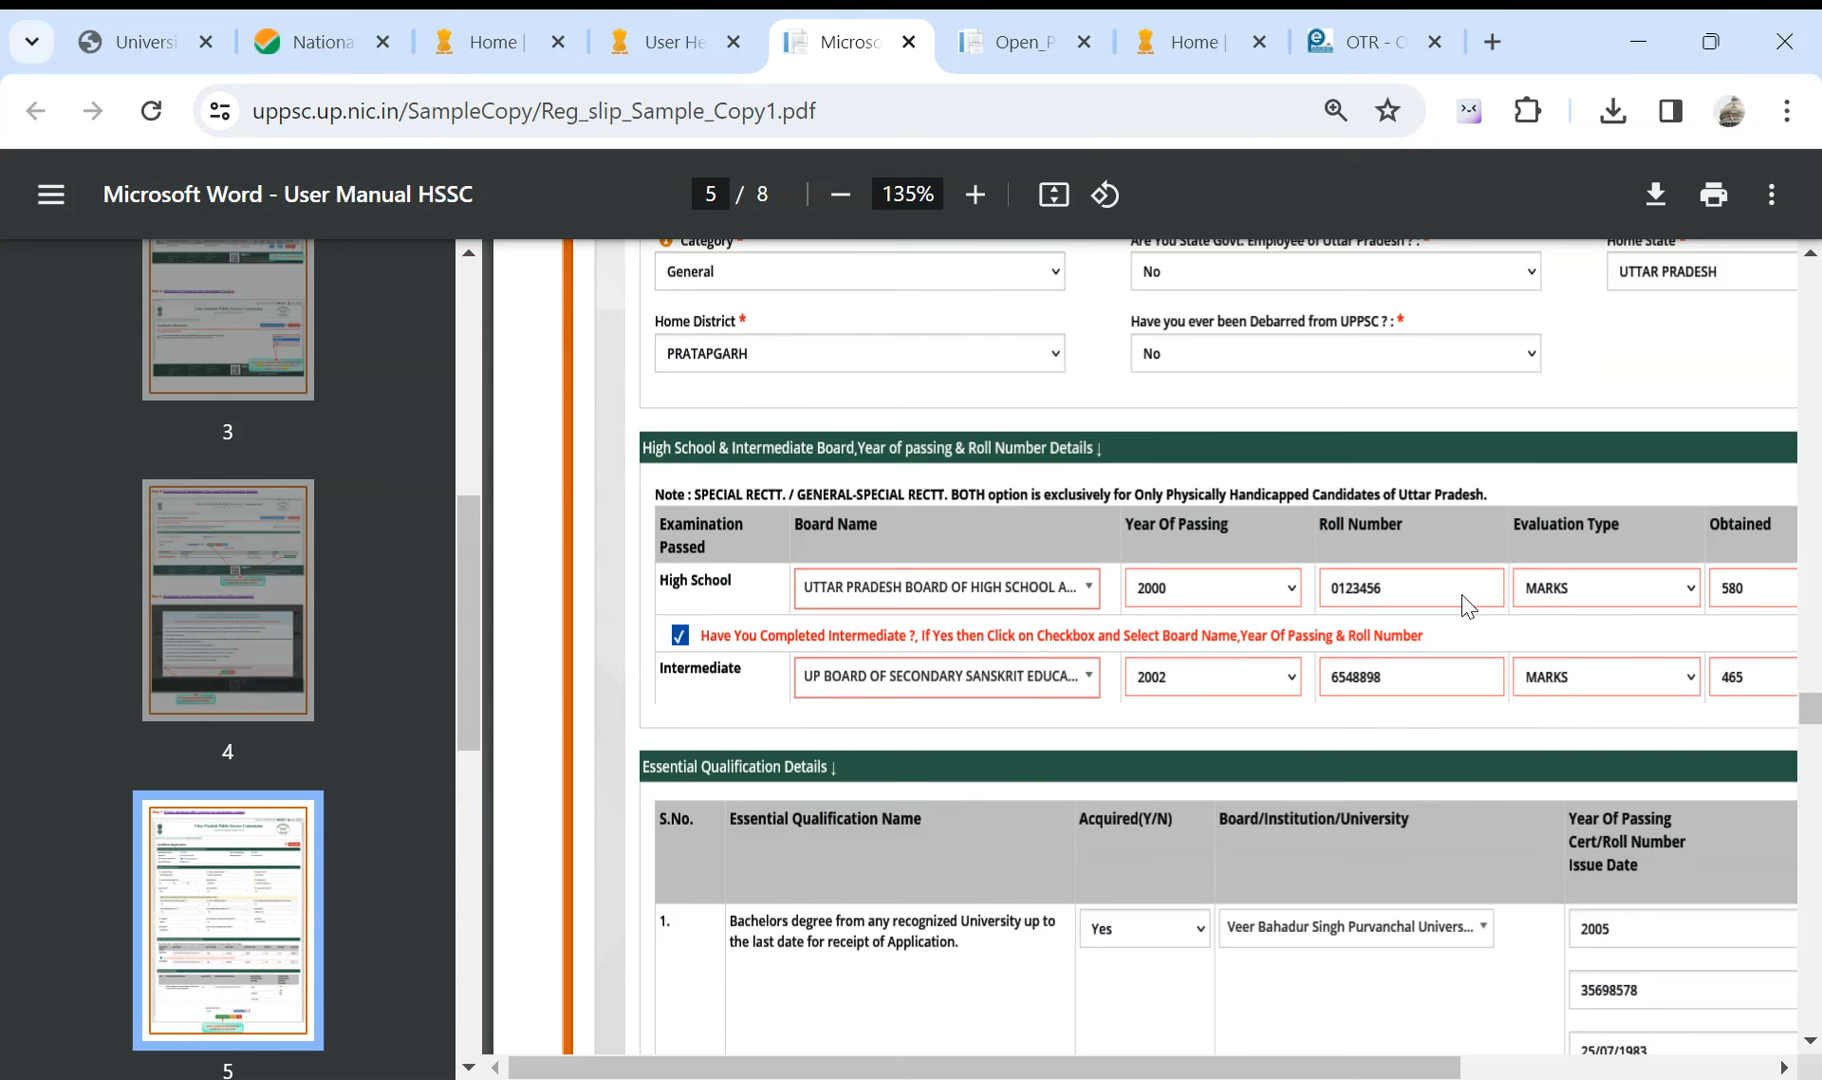 Universi
Nationa
Home
User He
Microso
Open_P
Home
OTR - C
uppsc.up.nic.in/SampleCopy/Reg_slip_Sample_Copy1.pdf
Microsoft Word - User Manual HSSC
5 / 8
135%
3
4
5
Category *
Are You State Govt. Employee of Uttar Pradesh ? : *
Home State *
General
No
UTTAR PRADESH
Home District *
Have you ever been Debarred from UPPSC ? : *
PRATAPGARH
No
High School & Intermediate Board,Year of passing & Roll Number Details ↓
Note : SPECIAL RECTT. / GENERAL-SPECIAL RECTT. BOTH option is exclusively for Only Physically Handicapped Candidates of Uttar Pradesh.
Examination Passed
Board Name
Year Of Passing
Roll Number
Evaluation Type
Obtained
High School
UTTAR PRADESH BOARD OF HIGH SCHOOL A...
2000
0123456
MARKS
580
Have You Completed Intermediate ?, If Yes then Click on Checkbox and Select Board Name,Year Of Passing & Roll Number
Intermediate
UP BOARD OF SECONDARY SANSKRIT EDUCA...
2002
6548898
MARKS
465
Essential Qualification Details ↓
S.No.
Essential Qualification Name
Acquired(Y/N)
Board/Institution/University
Year Of Passing
Cert/Roll Number
Issue Date
1.
Bachelors degree from any recognized University up to
the last date for receipt of Application.
Yes
Veer Bahadur Singh Purvanchal Univers...
2005
35698578
25/07/1983